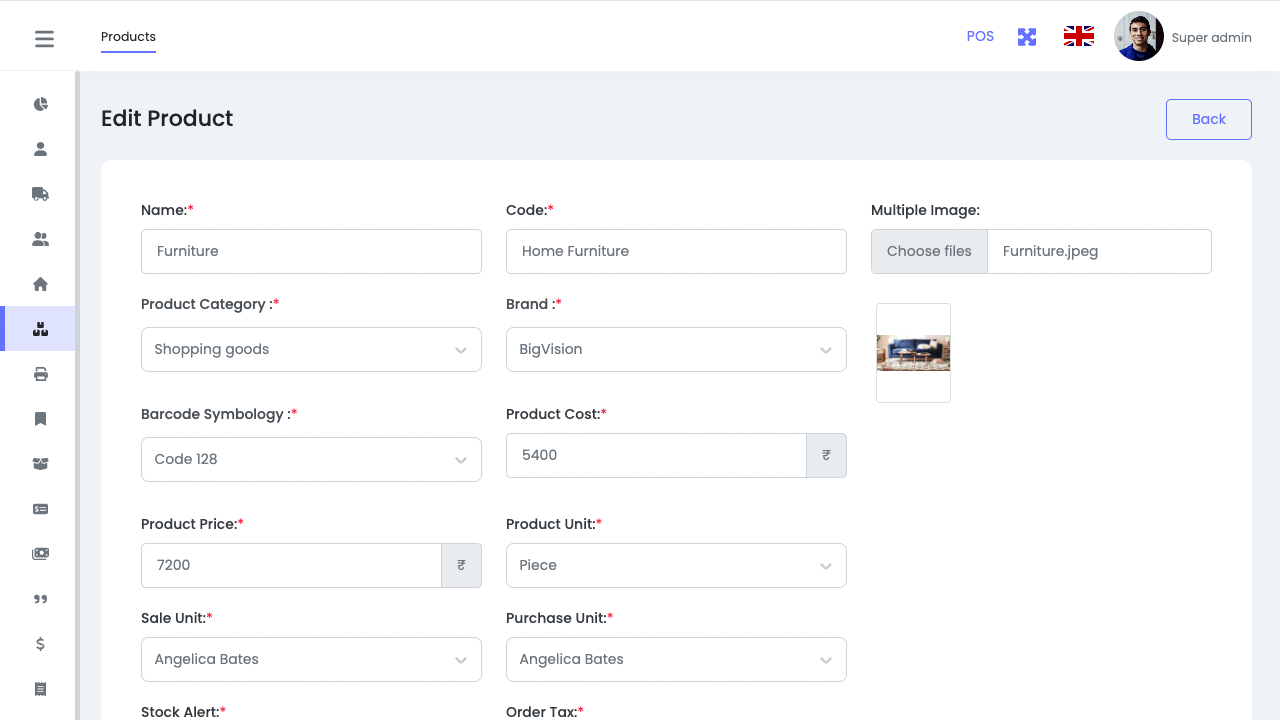 Products
POS
Super admin
Edit Product
Back
Name:*
Code:*
Multiple Image:
Furniture
Home Furniture
Choose files
Furniture.jpeg
Product Category :*
Brand :*
Shopping goods
BigVision
Barcode Symbology :*
Product Cost:*
Code 128
5400
₹
Product Price:*
Product Unit:*
7200
₹
Piece
Sale Unit:*
Purchase Unit:*
Angelica Bates
Angelica Bates
Stock Alert:*
Order Tax:*